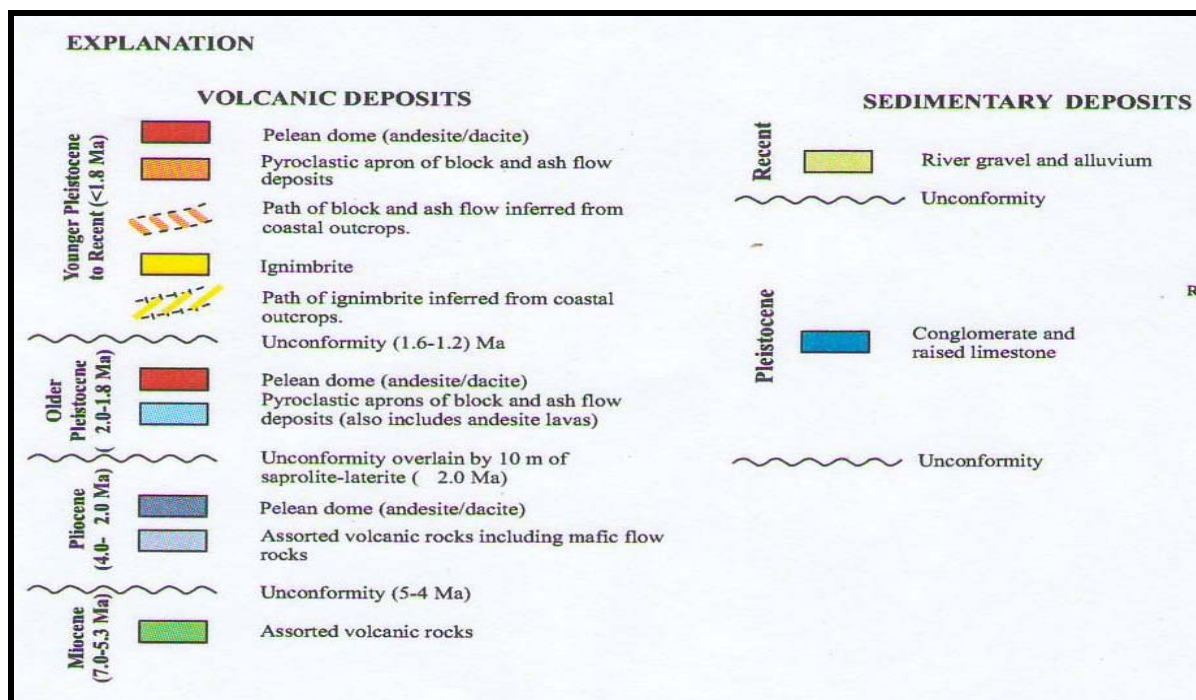 EXPLANATION
VOLCANIC DEPOSITS
Younger Pleistocene
to Recent (<1.8 Ma)
Pelean dome (andesite/dacite)
Pyroclastic apron of block and ash flow
deposits
Path of block and ash flow inferred from
coastal outcrops.
Ignimbrite
Path of ignimbrite inferred from coastal
outcrops.
Unconformity (1.6-1.2) Ma
Older
Pleistocene
( 2.0-1.8 Ma)
Pelean dome (andesite/dacite)
Pyroclastic aprons of block and ash flow
deposits (also includes andesite lavas)
Unconformity overlain by 10 m of
saprolite-laterite ( 2.0 Ma)
Pliocene
(4.0- 2.0 Ma)
Pelean dome (andesite/dacite)
Assorted volcanic rocks including mafic flow
rocks
Unconformity (5-4 Ma)
Miocene
(7.0-5.3 Ma)
Assorted volcanic rocks
SEDIMENTARY DEPOSITS
Recent
River gravel and alluvium
Unconformity
Pleistocene
Conglomerate and
raised limestone
Unconformity
R